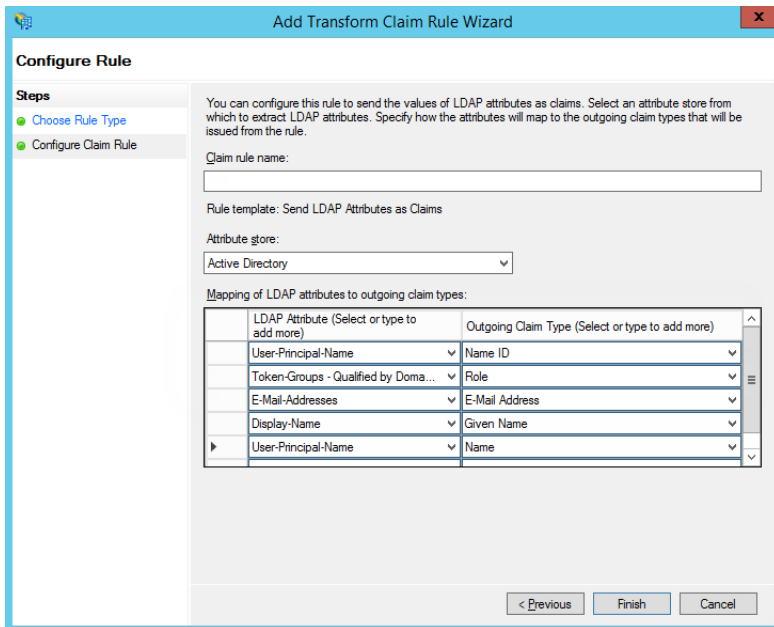 Add Transform Claim Rule Wizard
x
Configure Rule
Steps
Choose Rule Type
Configure Claim Rule
You can configure this rule to send the values of LDAP attributes as claims. Select an attribute store from
which to extract LDAP attributes. Specify how the attributes will map to the outgoing claim types that will be
issued from the rule.
Claim rule name:
Rule template: Send LDAP Attributes as Claims
Attribute store:
Active Directory
Mapping of LDAP attributes to outgoing claim types:
LDAP Attribute (Select or type to
add more)
Outgoing Claim Type (Select or type to add more)
User-Principal-Name Name ID
Token-Groups - Qualified by Doma... Role
E-Mail-Addresses E-Mail Address
Display-Name Given Name
User-Principal-Name Name
< Previous Finish Cancel